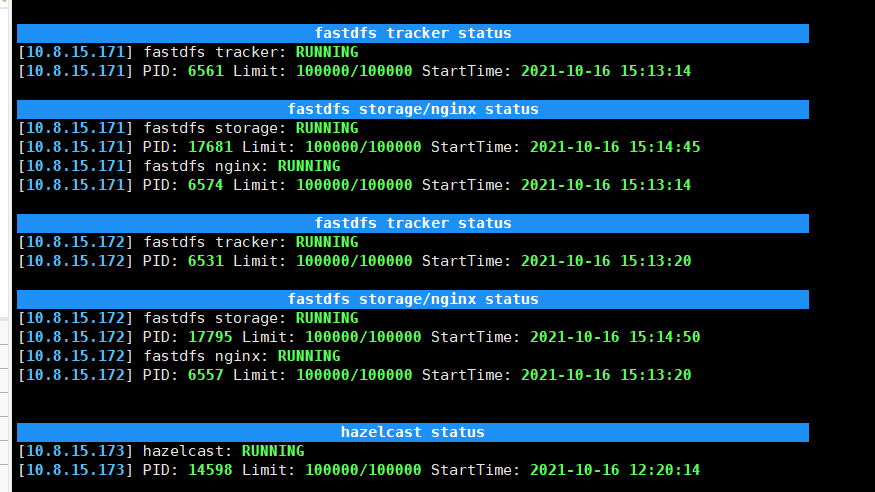 fastdfs tracker status
[10.8.15.171] fastdfs tracker: RUNNING
[10.8.15.171] PID: 6561 Limit: 100000/100000 StartTime: 2021-10-16 15:13:14
fastdfs storage/nginx status
[10.8.15.171] fastdfs storage: RUNNING
[10.8.15.171] PID: 17681 Limit: 100000/100000 StartTime: 2021-10-16 15:14:45
[10.8.15.171] fastdfs nginx: RUNNING
[10.8.15.171] PID: 6574 Limit: 100000/100000 StartTime: 2021-10-16 15:13:14
fastdfs tracker status
[10.8.15.172] fastdfs tracker: RUNNING
[10.8.15.172] PID: 6531 Limit: 100000/100000 StartTime: 2021-10-16 15:13:20
fastdfs storage/nginx status
[10.8.15.172] fastdfs storage: RUNNING
[10.8.15.172] PID: 17795 Limit: 100000/100000 StartTime: 2021-10-16 15:14:50
[10.8.15.172] fastdfs nginx: RUNNING
[10.8.15.172] PID: 6557 Limit: 100000/100000 StartTime: 2021-10-16 15:13:20
hazelcast status
[10.8.15.173] hazelcast: RUNNING
[10.8.15.173] PID: 14598 Limit: 100000/100000 StartTime: 2021-10-16 12:20:14